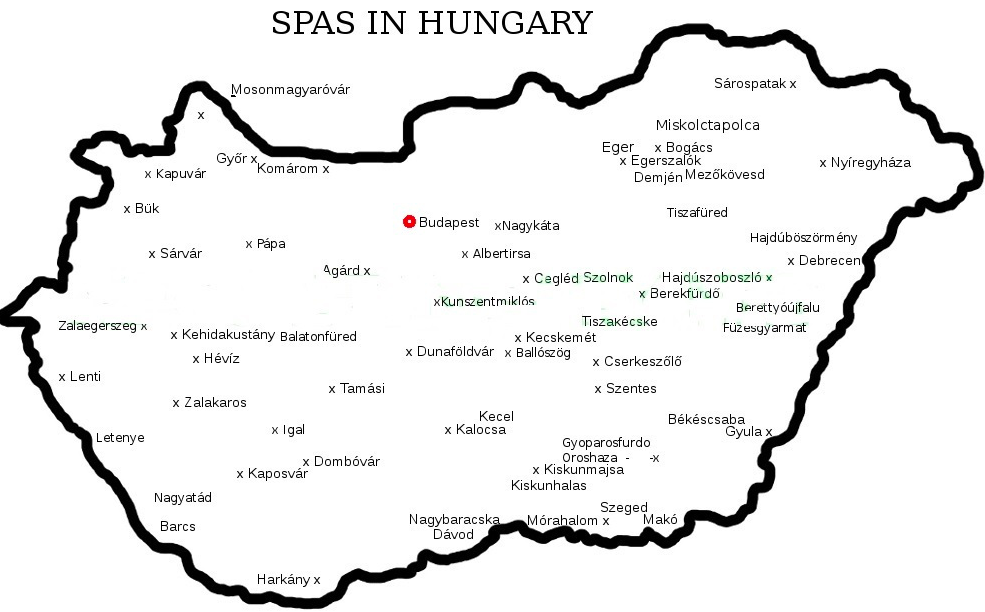 SPAS IN HUNGARY
Sárospatak x
Mosonmagyaróvár
x
Miskolctapolca
Eger
x Bogács
Győr x
x Egerszalók
x Nyíregyháza
Komárom x
x Kapuvár
Demjén
Mezőkövesd
x Bük
Tiszafüred
Budapest
xNagykáta
Hajdúböszörmény
x Pápa
x Sárvár
x Albertirsa
x Debrecen
Agárd x
x Cegléd
Szolnok
Hajdúszoboszló x
x Berekfürdő
xKunszentmiklós
Berettyóújfalu
Zalaegerszeg x
Tiszakécske
Füzesgyarmat
x Kehidakustány
Balatonfüred
x Kecskemét
x Hévíz
x Dunaföldvár
x Ballószög
x Cserkeszőlő
x Lenti
x Tamási
x Szentes
x Zalakaros
Kecel
Békéscsaba
x Igal
x Kalocsa
Gyula x
Letenye
Gyoparosfurdo
Oroshaza - -x
x Dombóvár
x Kaposvár
x Kiskunmajsa
Kiskunhalas
Nagyatád
Szeged
Barcs
Nagybaracska
Mórahalom x
Makó
Dávod
Harkány x